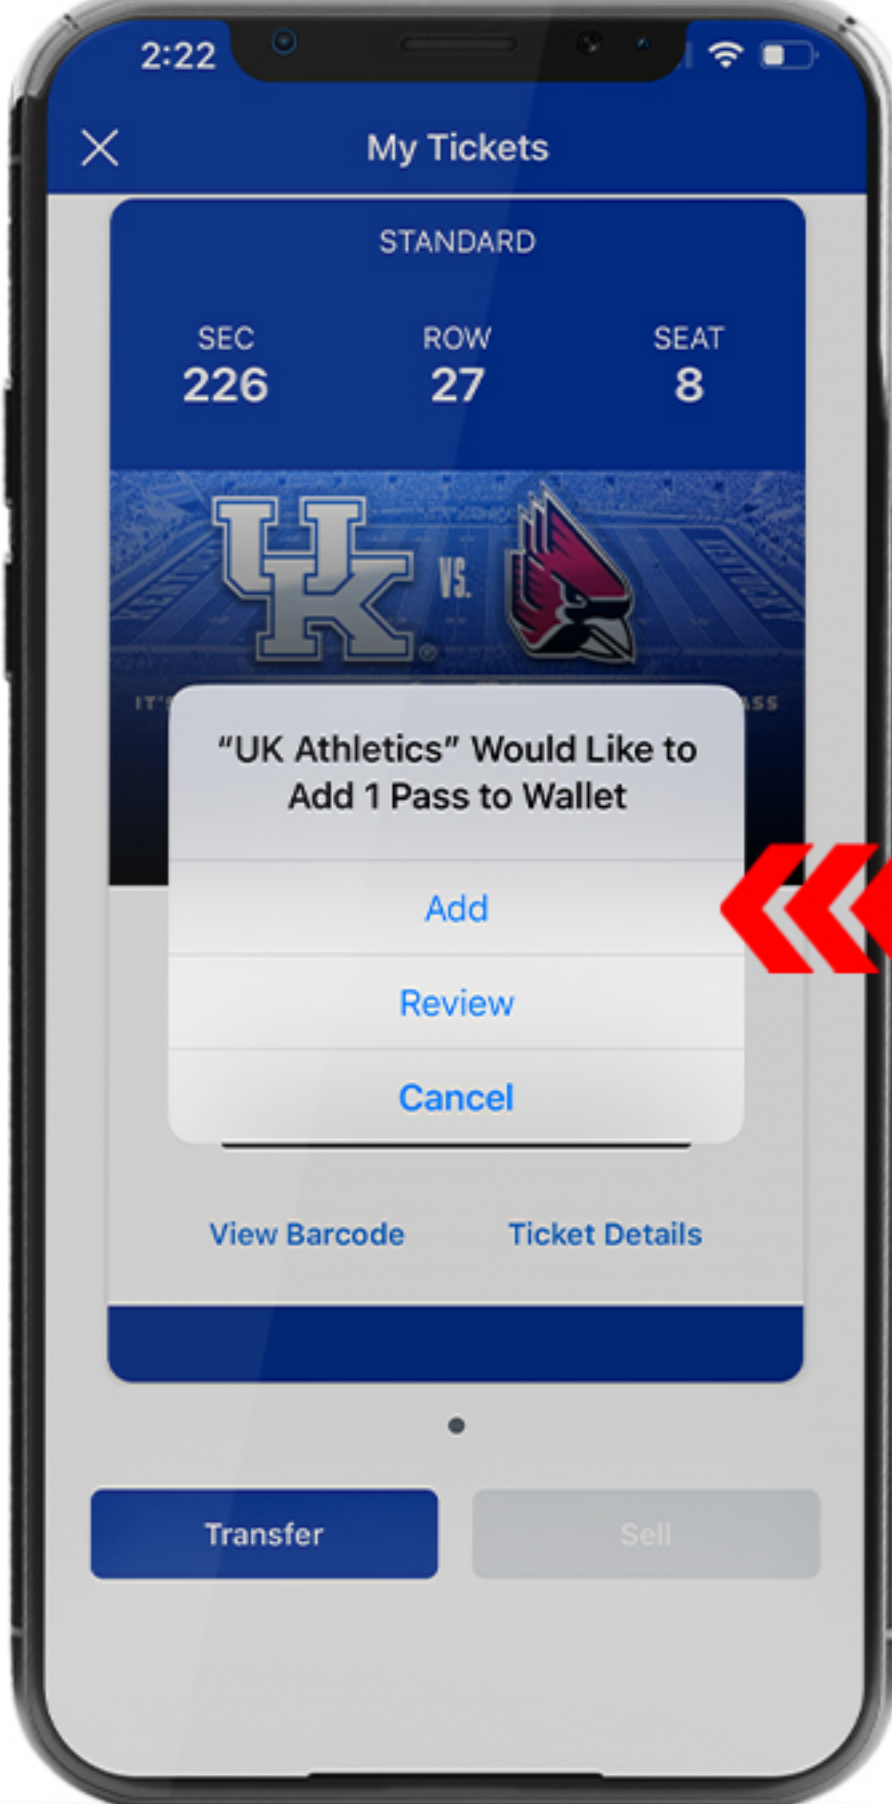 2:22
My Tickets
STANDARD
SEC ROW SEAT
226 27 8
UK
VS.
IT'S
"UK Athletics" Would Like to
Add 1 Pass to Wallet
Add
Review
Cancel
View Barcode Ticket Details
Transfer Sell